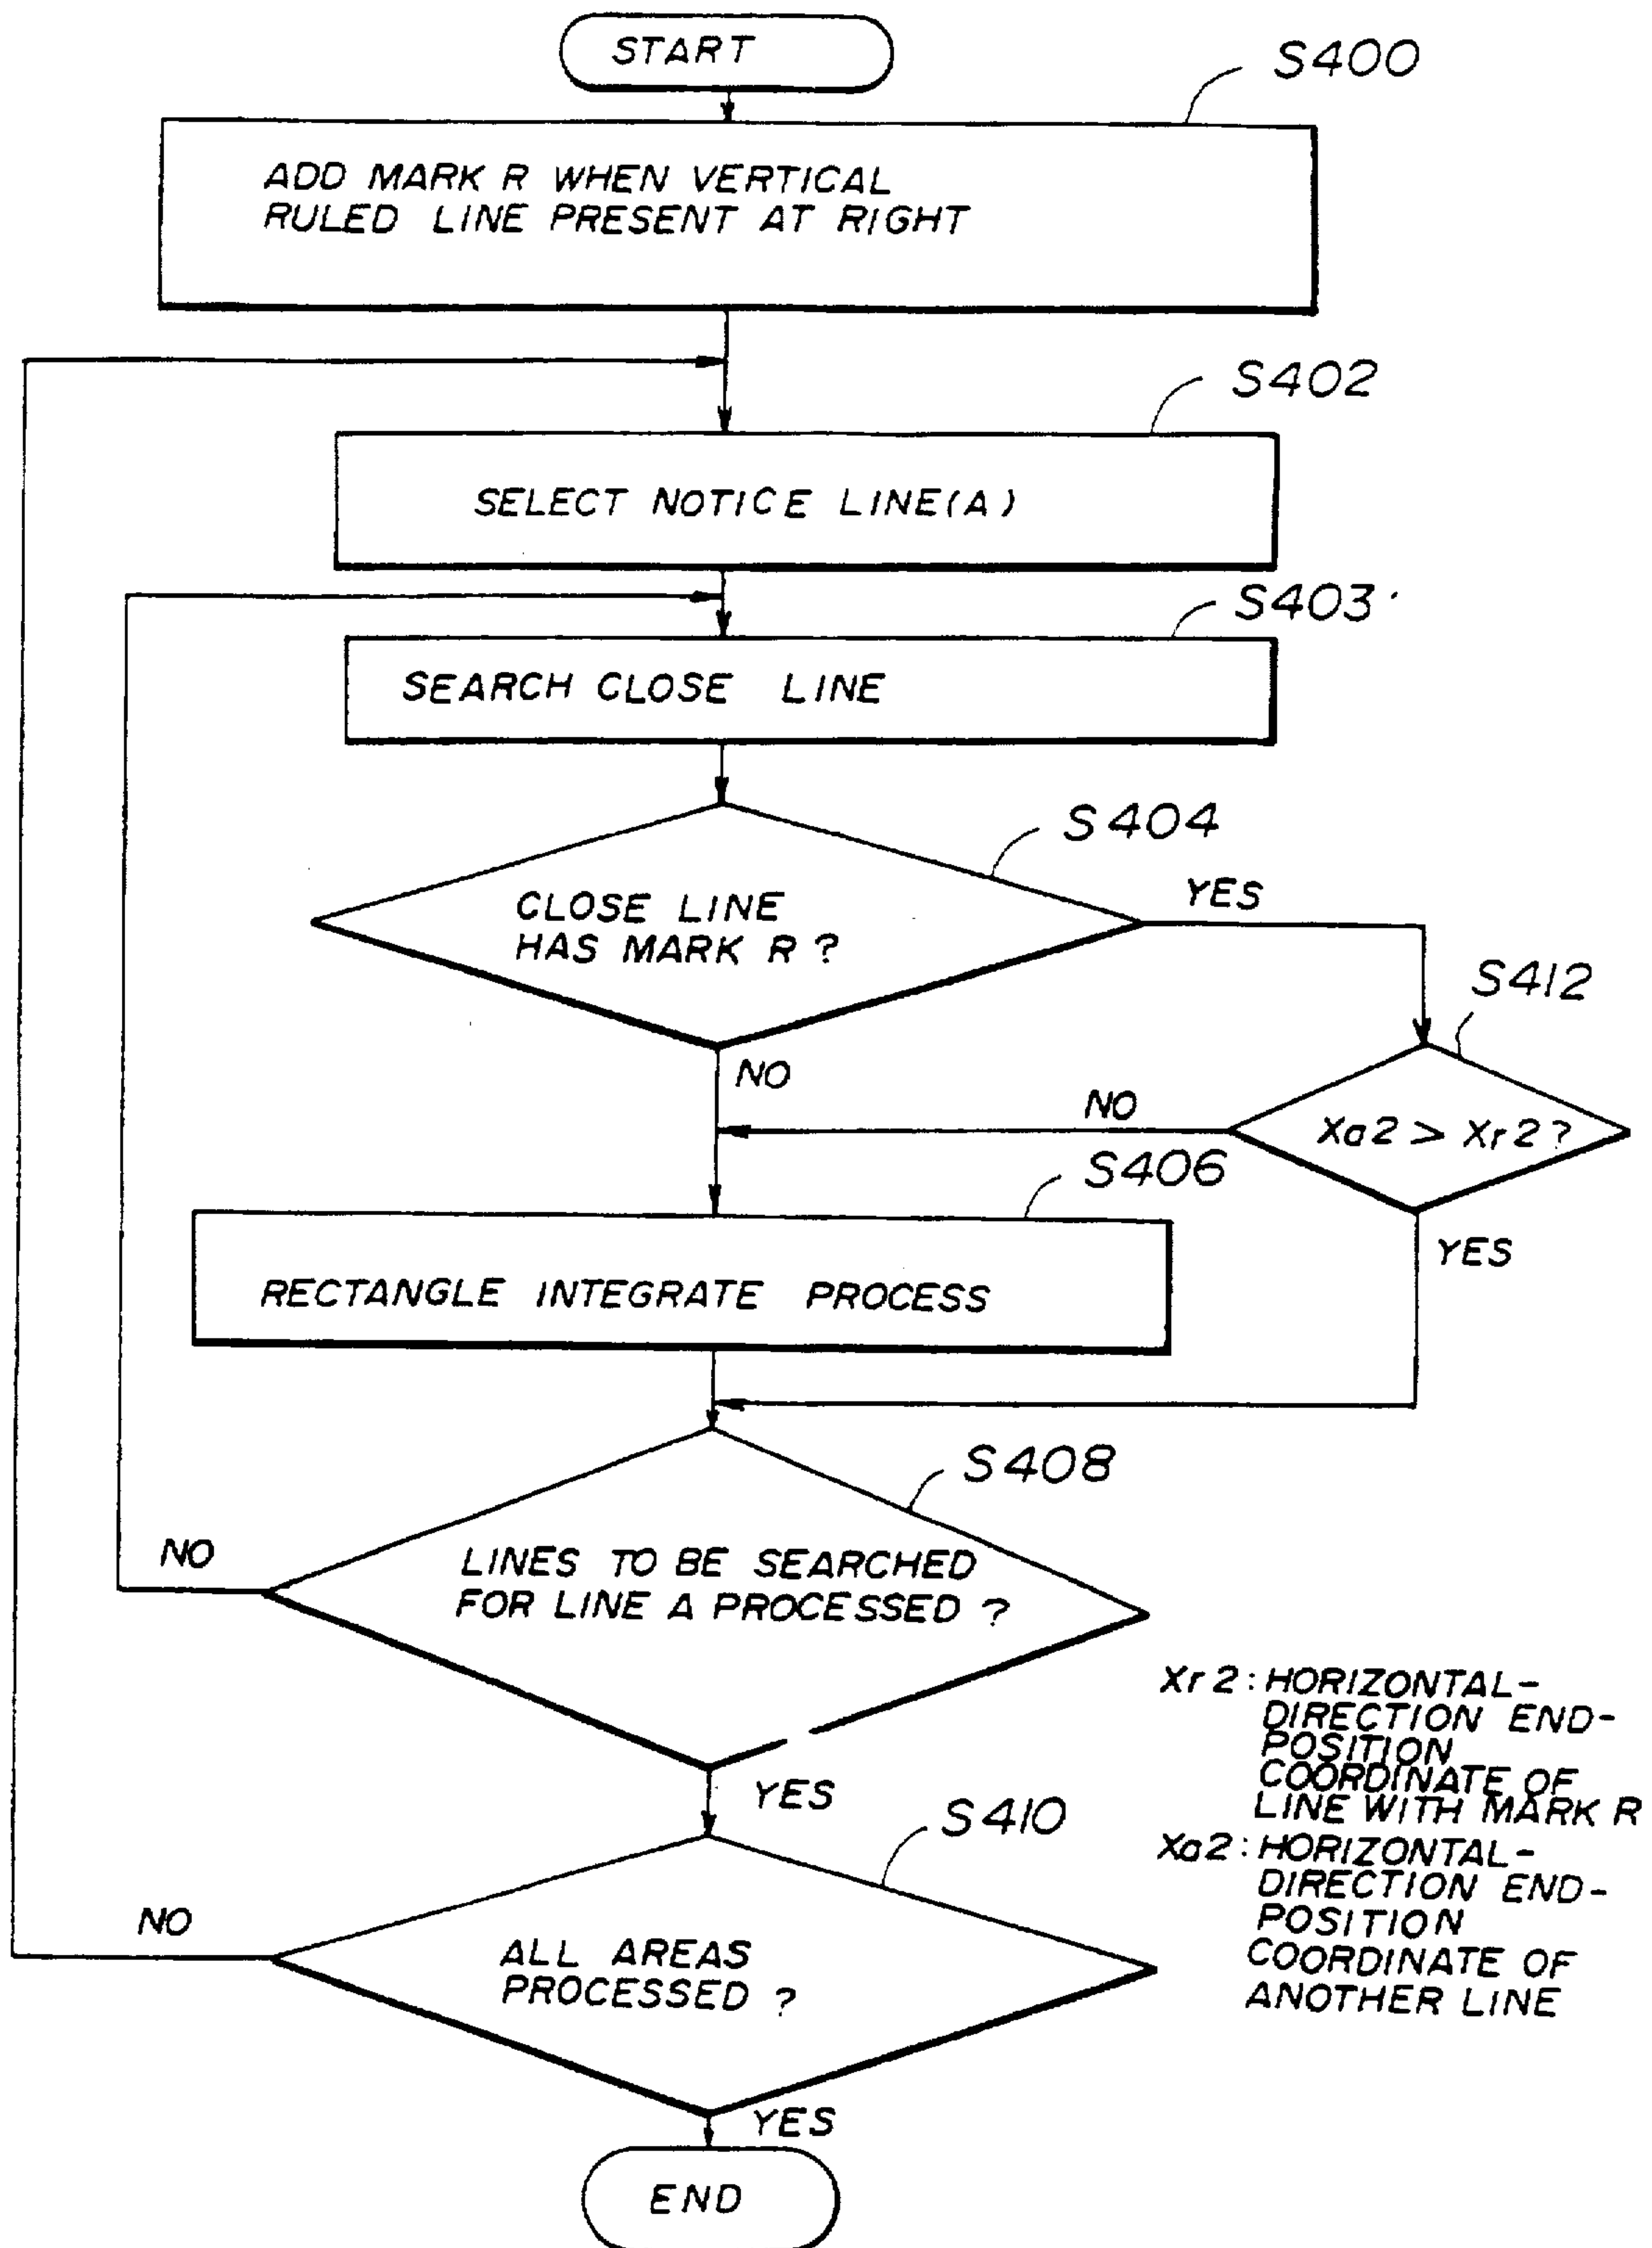 START
S400
ADD MARK R WHEN VERTICAL
RULED LINE PRESENT AT RIGHT
S402
SELECT NOTICE LINE(A)
S403
SEARCH CLOSE LINE
S404
CLOSE LINE
HAS MARK R ?
YES
S412
NO
NO
Xa2 > Xr2 ?
S406
YES
RECTANGLE INTEGRATE PROCESS
S408
NO
LINES TO BE SEARCHED
FOR LINE A PROCESSED ?
YES
Xr2: HORIZONTAL-
DIRECTION END-
POSITION
COORDINATE OF
LINE WITH MARK R
Xa2: HORIZONTAL-
DIRECTION END-
POSITION
COORDINATE OF
ANOTHER LINE
S410
NO
ALL AREAS
PROCESSED ?
YES
END